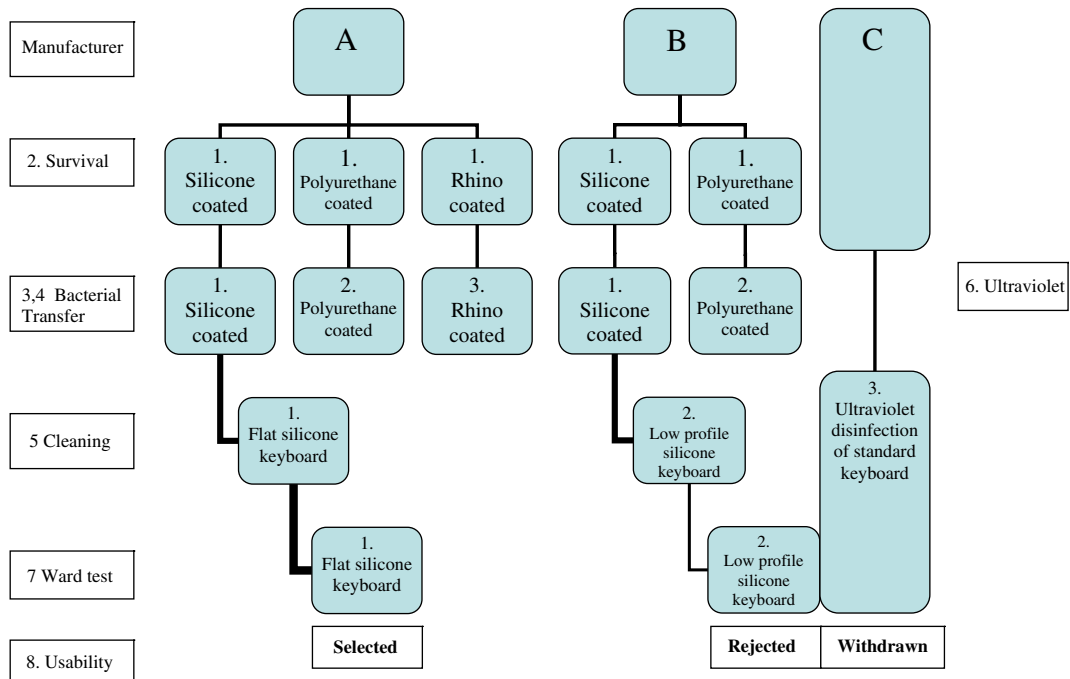 Manufacturer
A
B
C
2. Survival
1.
Silicone
coated
1.
Polyurethane
coated
1.
Rhino
coated
1.
Silicone
coated
1.
Polyurethane
coated
3,4 Bacterial
Transfer
1.
Silicone
coated
2.
Polyurethane
coated
3.
Rhino
coated
1.
Silicone
coated
2.
Polyurethane
coated
6. Ultraviolet
5 Cleaning
1.
Flat silicone
keyboard
2.
Low profile
silicone
keyboard
3.
Ultraviolet
disinfection
of standard
keyboard
7 Ward test
1.
Flat silicone
keyboard
2.
Low profile
silicone
keyboard
8. Usability
Selected
Rejected
Withdrawn